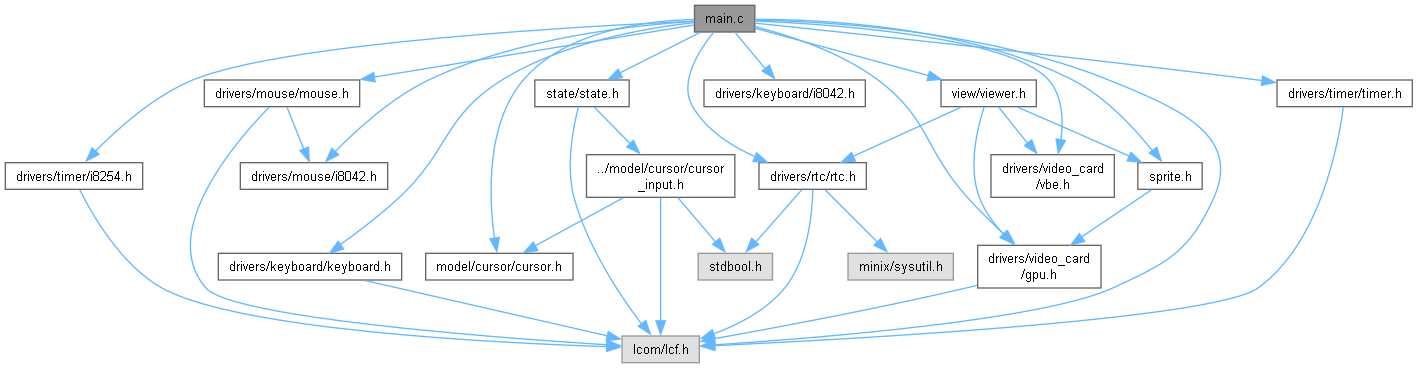 main.c
drivers/mouse/mouse.h
state/state.h
drivers/keyboard/i8042.h
view/viewer.h
drivers/timer/timer.h
drivers/timer/i8254.h
drivers/mouse/i8042.h
../model/cursor/cursor
_input.h
drivers/rtc/rtc.h
drivers/video_card
/vbe.h
sprite.h
drivers/keyboard/keyboard.h
model/cursor/cursor.h
stdbool.h
minix/sysutil.h
drivers/video_card
/gpu.h
lcom/lcf.h